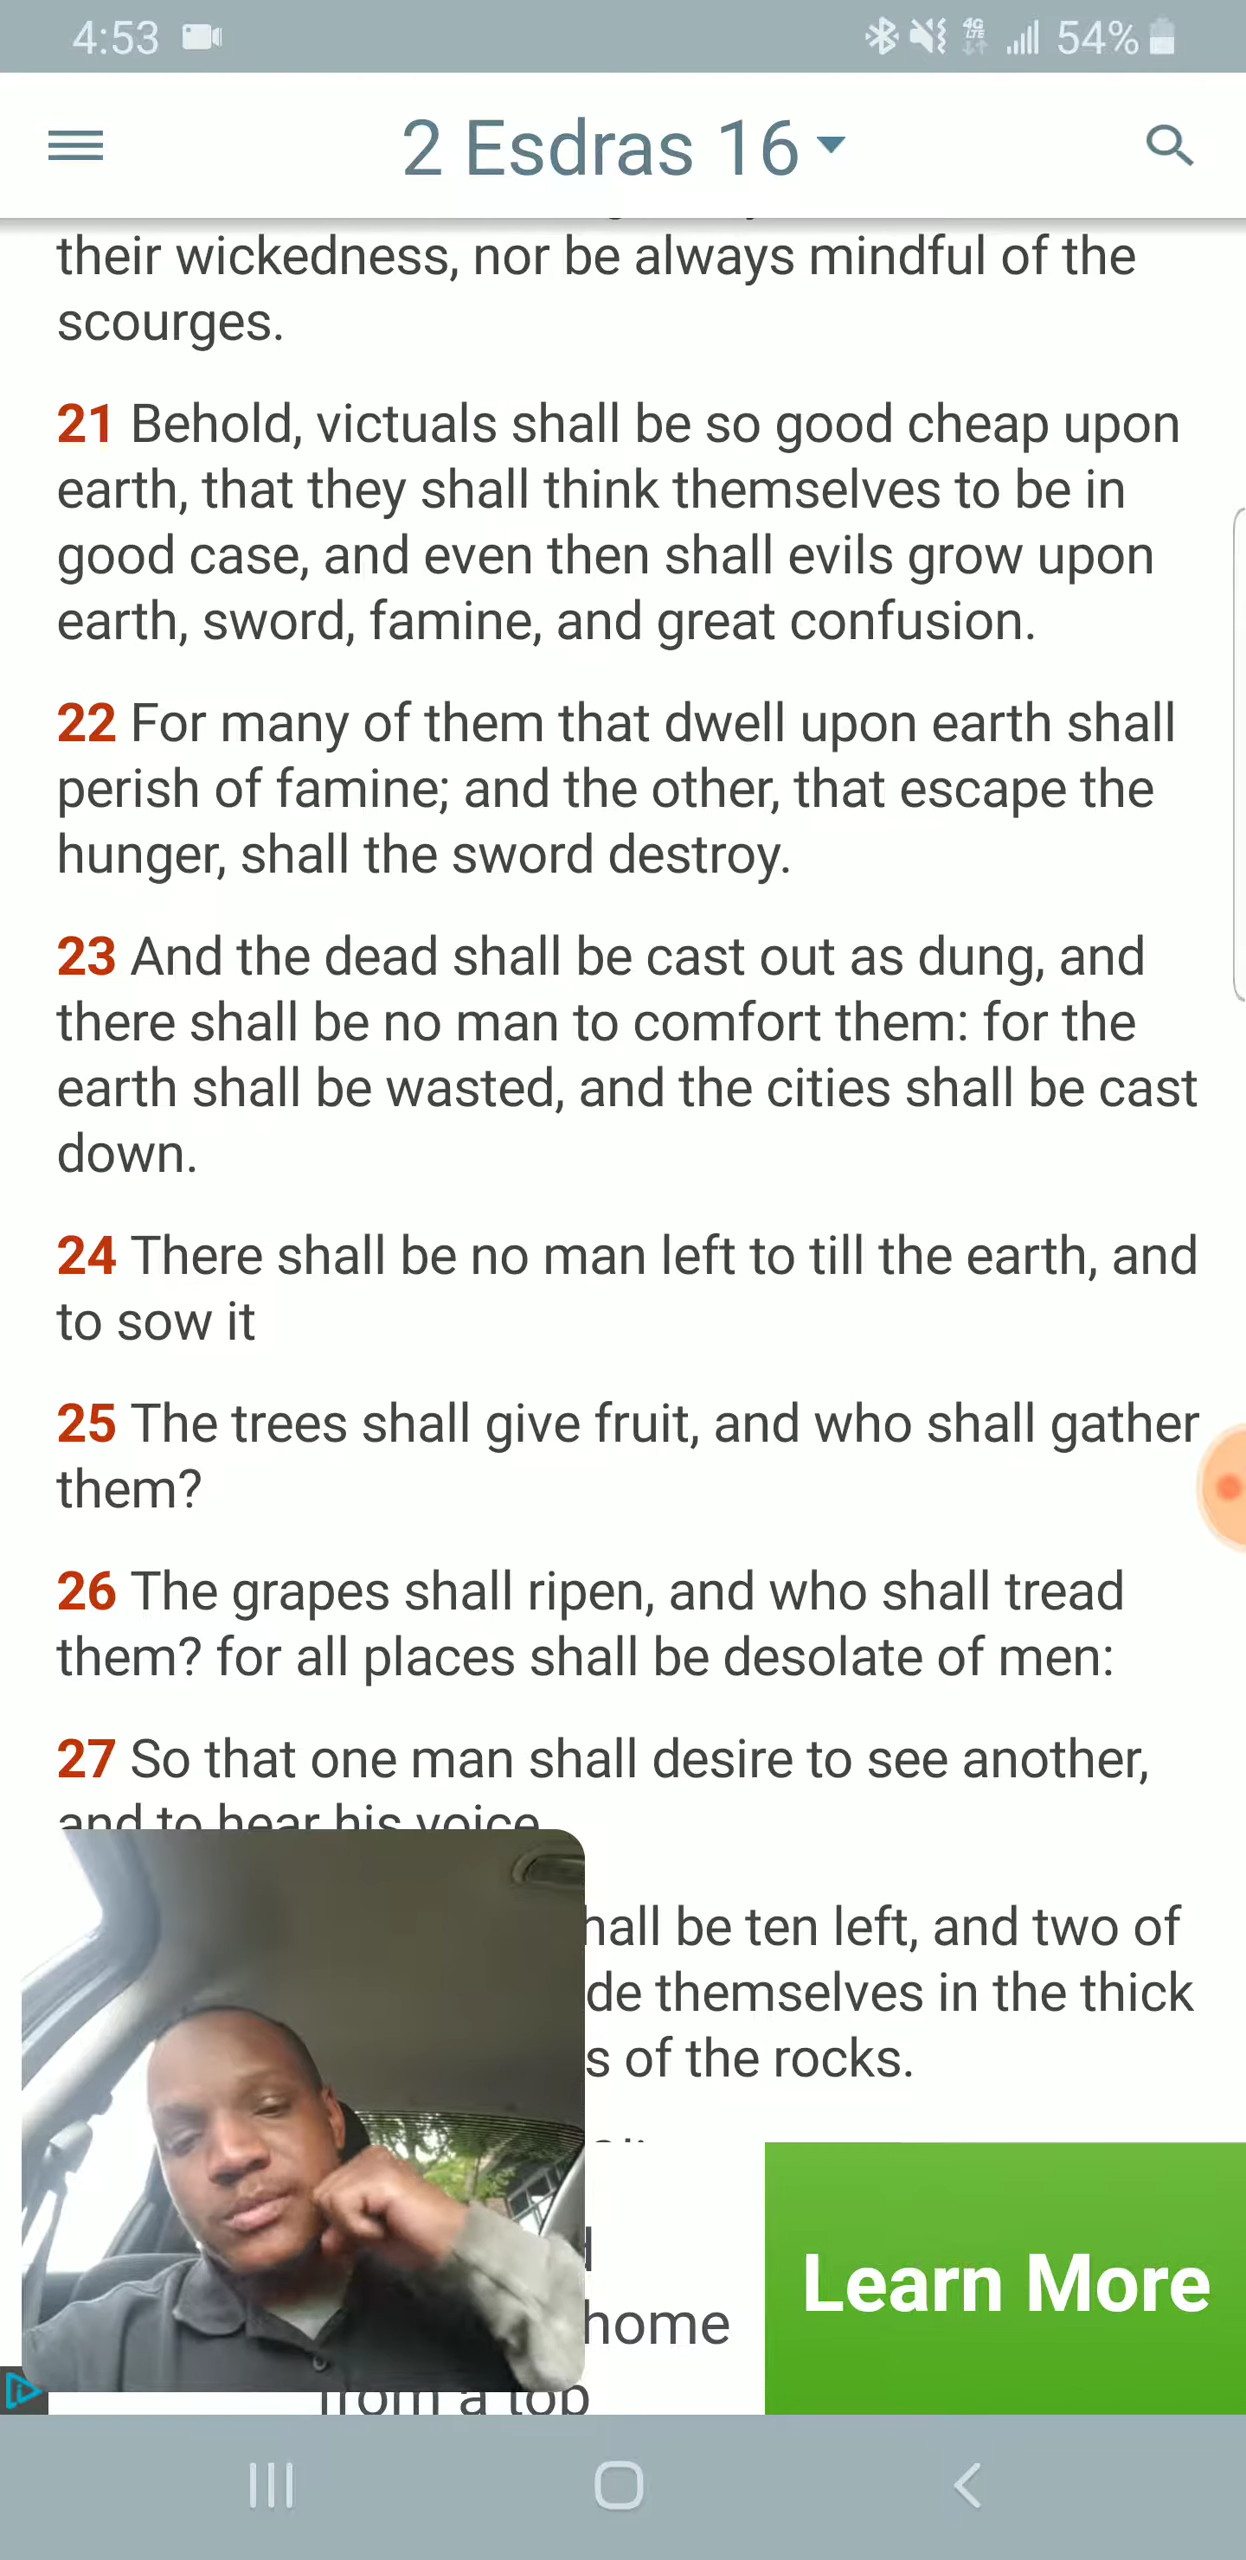 4:53
4G
LTE
54%
2 Esdras 16
their wickedness, nor be always mindful of the
scourges.
21 Behold, victuals shall be so good cheap upon
earth, that they shall think themselves to be in
good case, and even then shall evils grow upon
earth, sword, famine, and great confusion.
22 For many of them that dwell upon earth shall
perish of famine; and the other, that escape the
hunger, shall the sword destroy.
23 And the dead shall be cast out as dung, and
there shall be no man to comfort them: for the
earth shall be wasted, and the cities shall be cast
down.
24 There shall be no man left to till the earth, and
to sow it
25 The trees shall give fruit, and who shall gather
them?
26 The grapes shall ripen, and who shall tread
them? for all places shall be desolate of men:
27 So that one man shall desire to see another,
and to hear his voice
hall be ten left, and two of
de themselves in the thick
s of the rocks.
home
from a top
Learn More